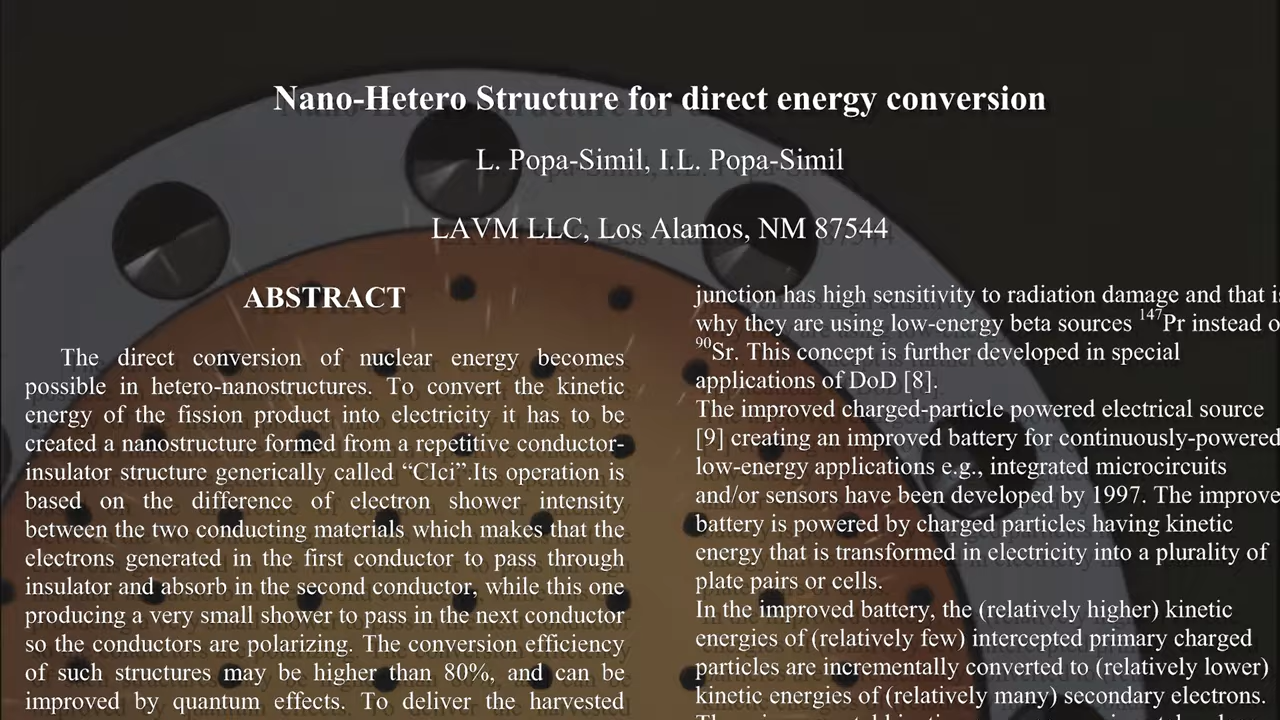 Nano-Hetero Structure for direct energy conversion
L. Popa-Simil, I.L. Popa-Simil
LAVM LLC, Los Alamos, NM 87544
ABSTRACT
The direct conversion of nuclear energy becomes
possible in hetero-nanostructures. To convert the kinetic
energy of the fission product into electricity it has to be
created a nanostructure formed from a repetitive conductor-
insulator structure generically called “CIci”.Its operation is
based on the difference of electron shower intensity
between the two conducting materials which makes that the
electrons generated in the first conductor to pass through
insulator and absorb in the second conductor, while this one
producing a very small shower to pass in the next conductor
so the conductors are polarizing. The conversion efficiency
of such structures may be higher than 80%, and can be
improved by quantum effects. To deliver the harvested
junction has high sensitivity to radiation damage and that is
why they are using low-energy beta sources ¹⁴⁷Pr instead o
⁹⁰Sr. This concept is further developed in special
applications of DoD [8].
The improved charged-particle powered electrical source
[9] creating an improved battery for continuously-powered
low-energy applications e.g., integrated microcircuits
and/or sensors have been developed by 1997. The improve
battery is powered by charged particles having kinetic
energy that is transformed in electricity into a plurality of
plate pairs or cells.
In the improved battery, the (relatively higher) kinetic
energies of (relatively few) intercepted primary charged
particles are incrementally converted to (relatively lower)
kinetic energies of (relatively many) secondary electrons.